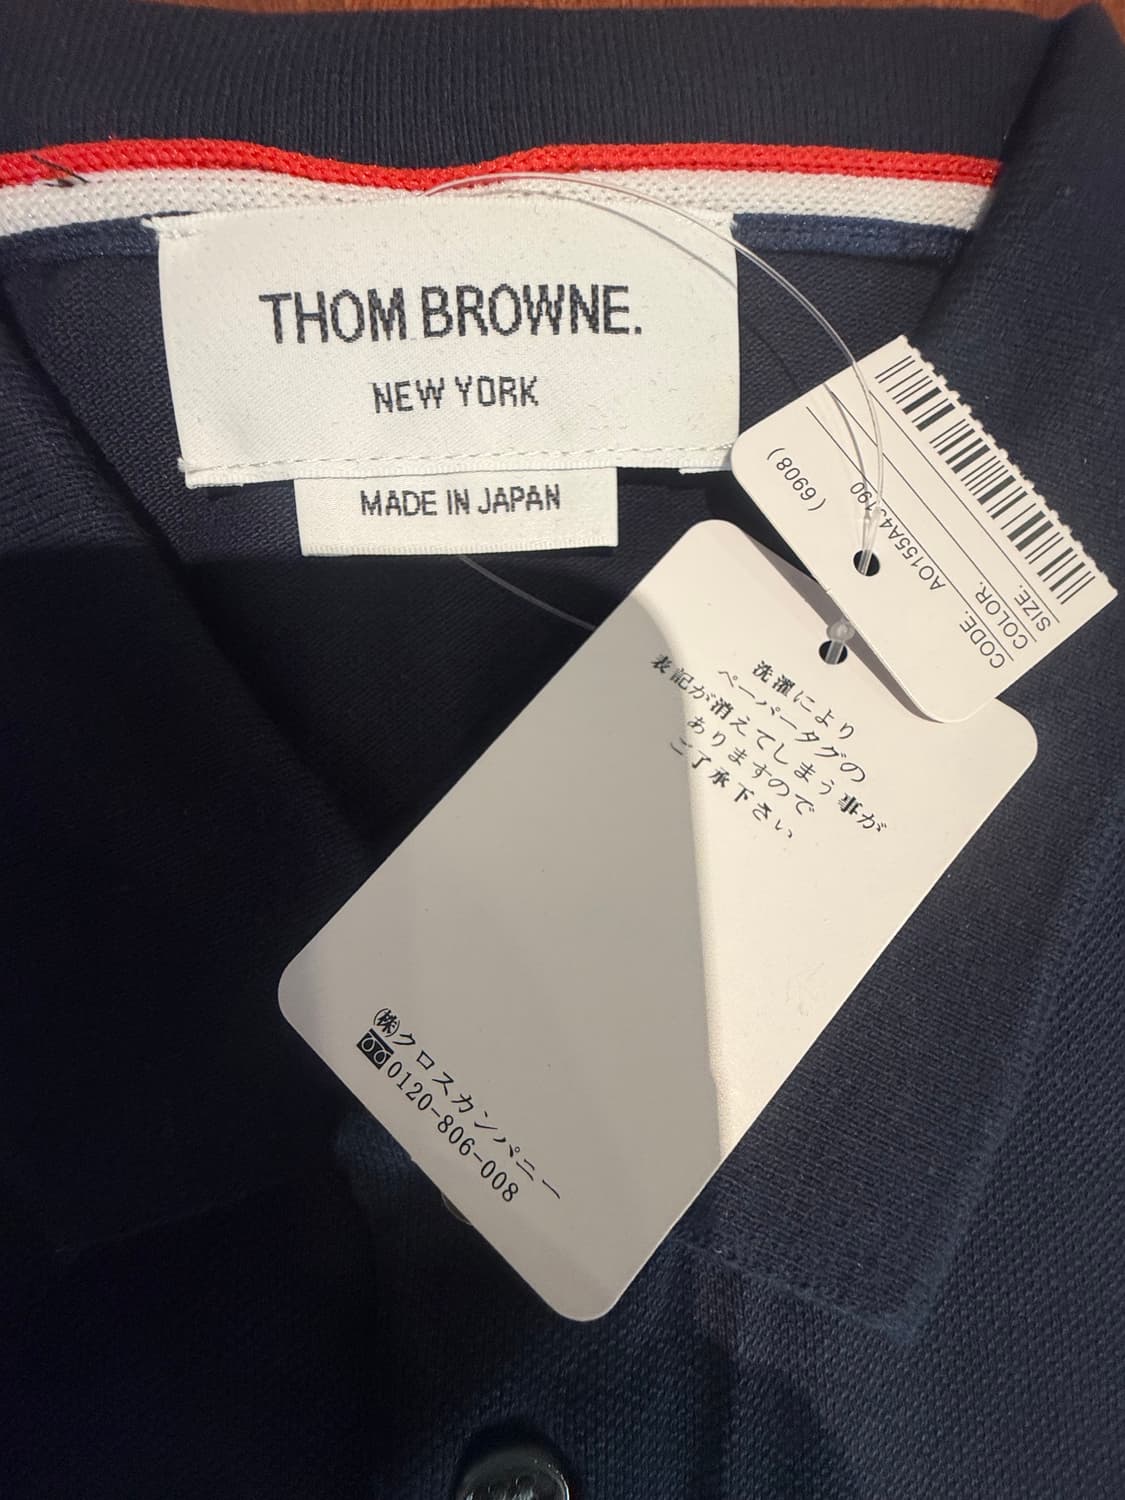 THOM BROWNE.
NEW YORK
MADE IN JAPAN
CODE.
COLOR.
SIZE.
(6908)
洗濯により
ペーパータグの
表記が消えてしまう事が
ありますので
ご了承下さい
(株)クロスカンパニー
0120-806-008